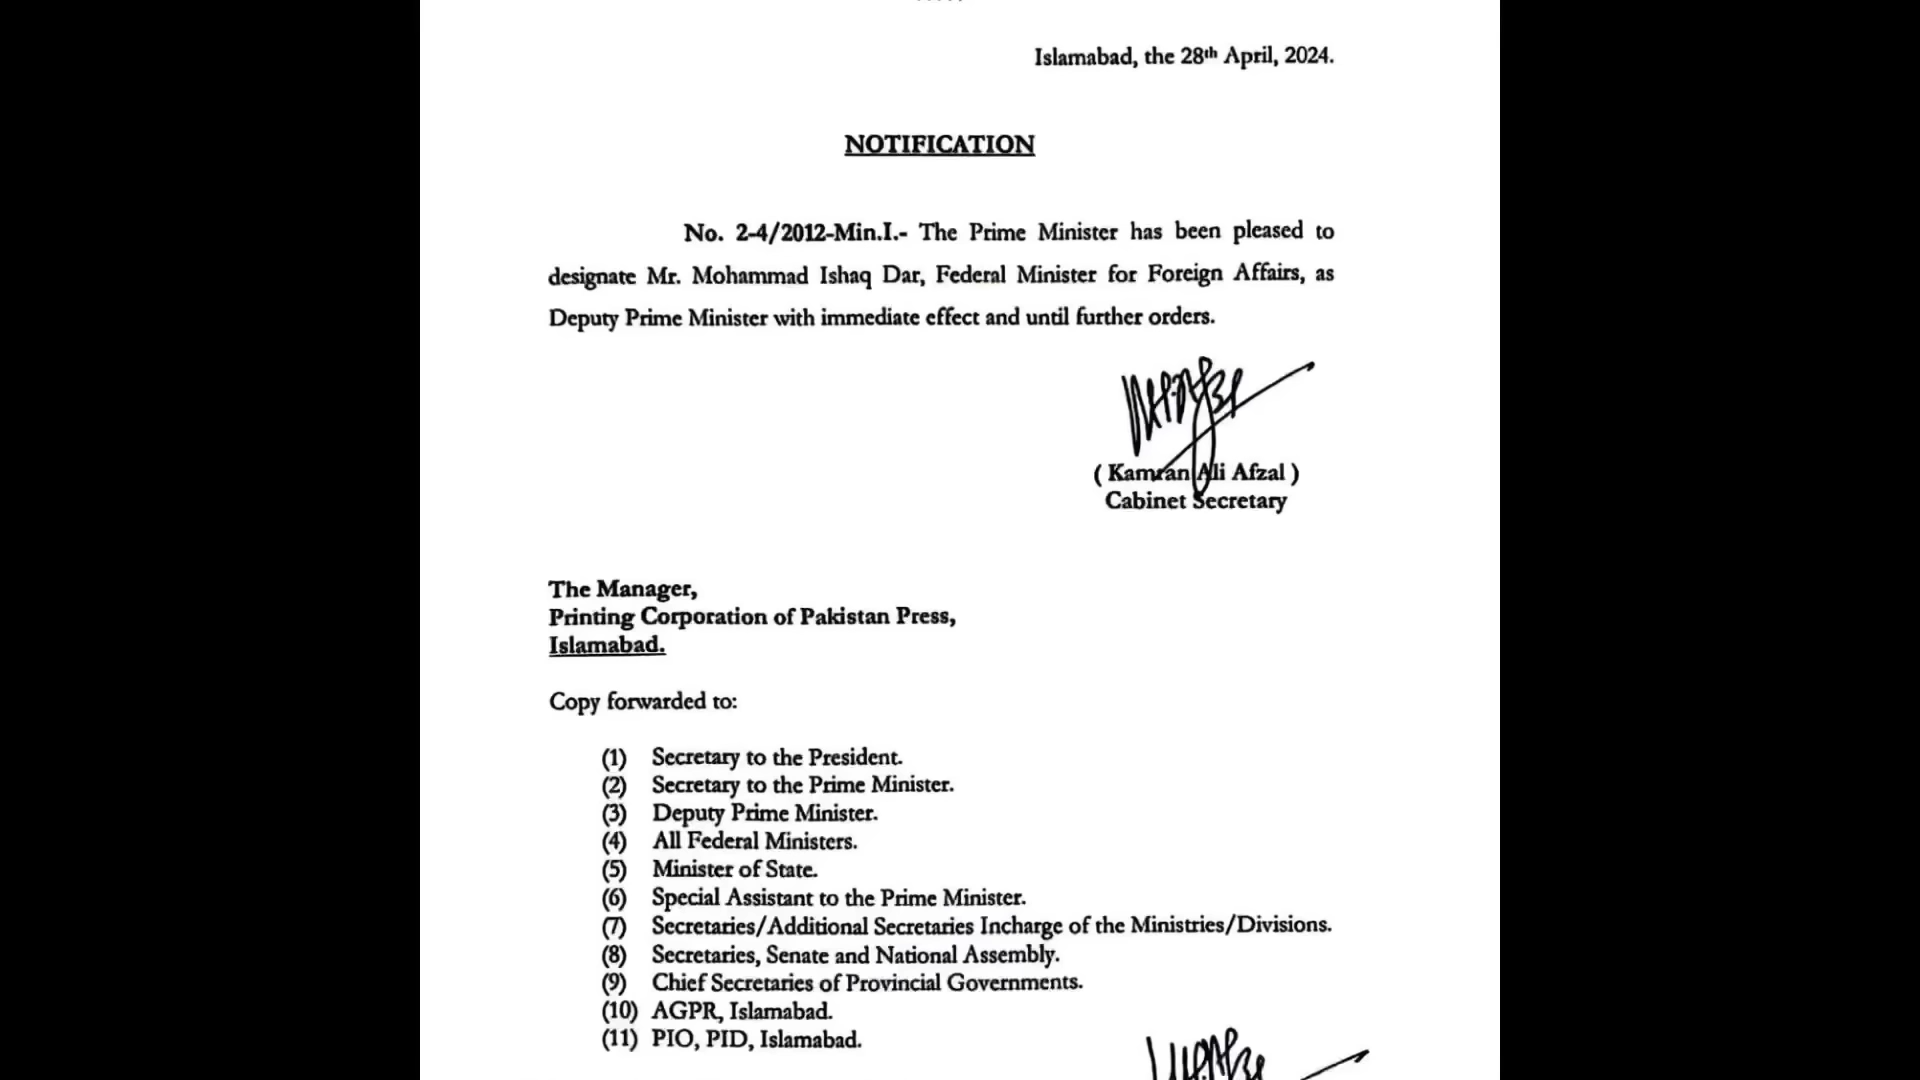 Islamabad, the 28th April, 2024.
NOTIFICATION
No. 2-4/2012-Min.I.- The Prime Minister has been pleased to
designate Mr. Mohammad Ishaq Dar, Federal Minister for Foreign Affairs, as
Deputy Prime Minister with immediate effect and until further orders.
( Kamran Ali Afzal )
Cabinet Secretary
The Manager,
Printing Corporation of Pakistan Press,
Islamabad.
Copy forwarded to:
(1) Secretary to the President.
(2) Secretary to the Prime Minister.
(3) Deputy Prime Minister.
(4) All Federal Ministers.
(5) Minister of State.
(6) Special Assistant to the Prime Minister.
(7) Secretaries/Additional Secretaries Incharge of the Ministries/Divisions.
(8) Secretaries, Senate and National Assembly.
(9) Chief Secretaries of Provincial Governments.
(10) AGPR, Islamabad.
(11) PIO, PID, Islamabad.